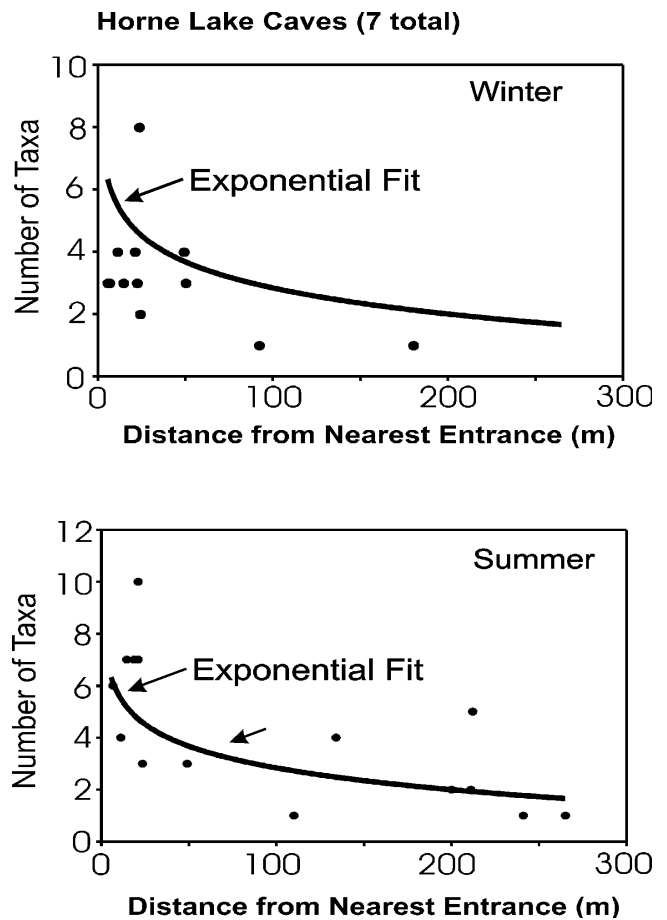 Horne Lake Caves (7 total)
10
8
6
4
2
0
Winter
Exponential Fit
Number of Taxa
0 100 200 300
Distance from Nearest Entrance (m)
12
10
8
6
4
2
0
Summer
Exponential Fit
Number of Taxa
0 100 200 300
Distance from Nearest Entrance (m)